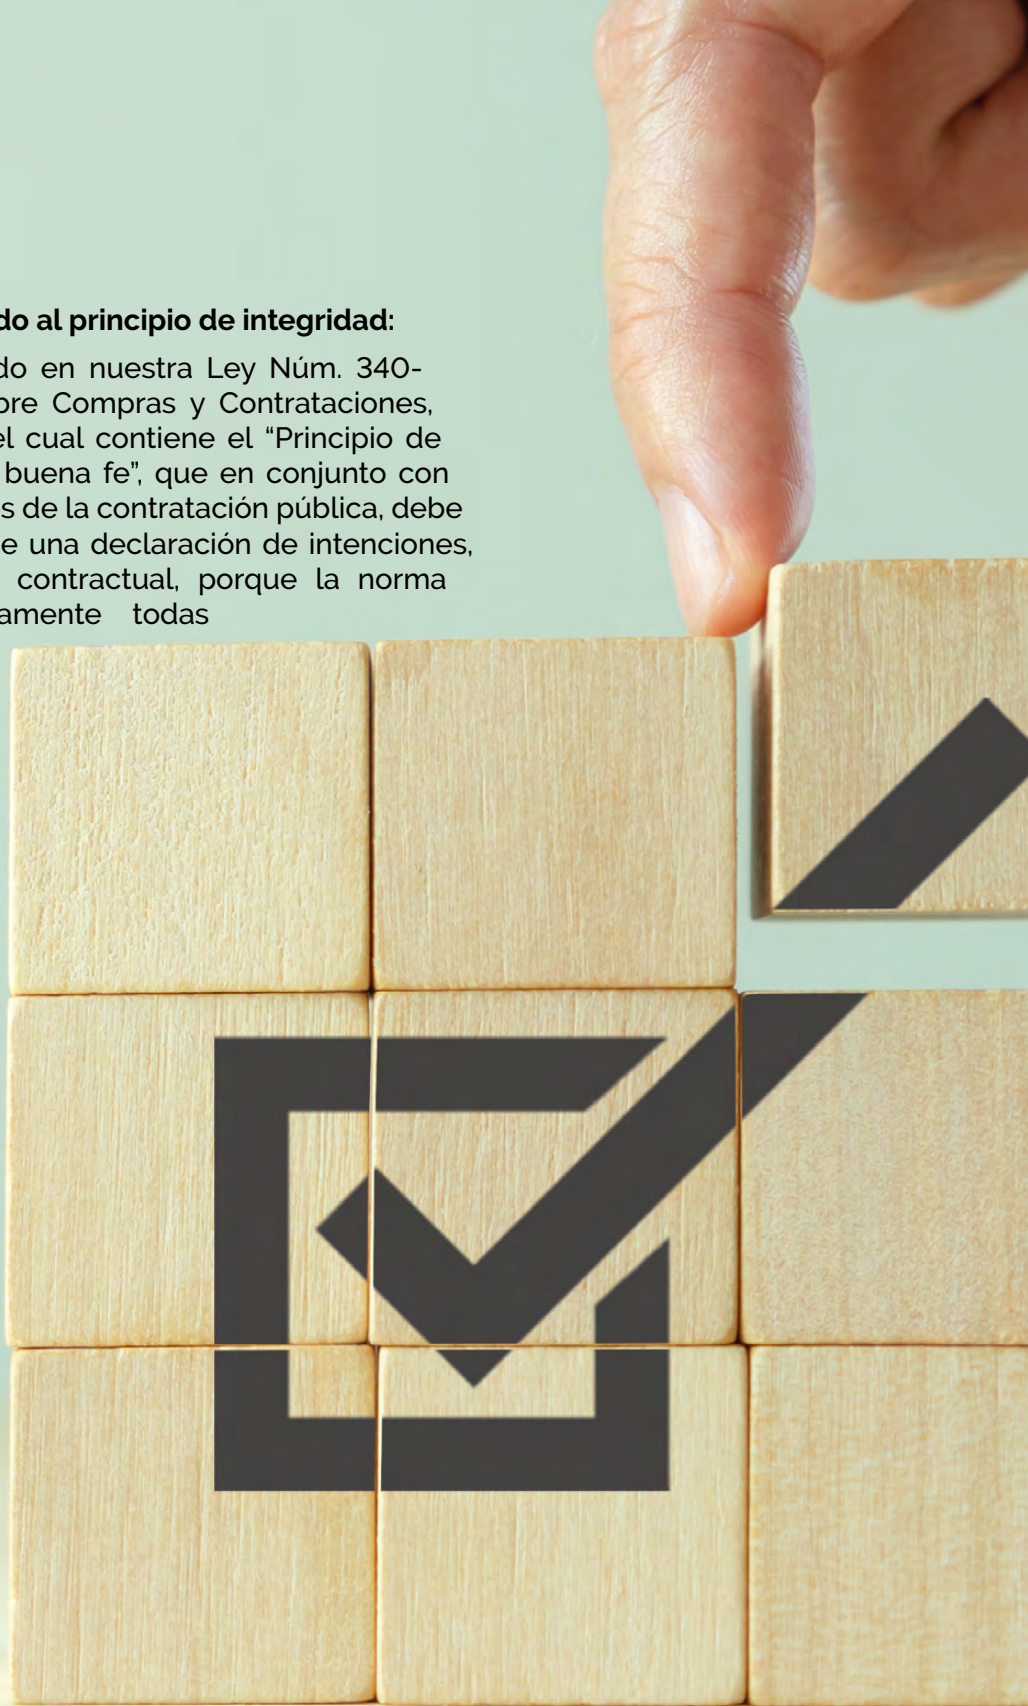 do al principio de integridad:
do en nuestra Ley Núm. 340-
bre Compras y Contrataciones,
el cual contiene el “Principio de
buena fe”, que en conjunto con
s de la contratación pública, debe
e una declaración de intenciones,
contractual, porque la norma
amente todas